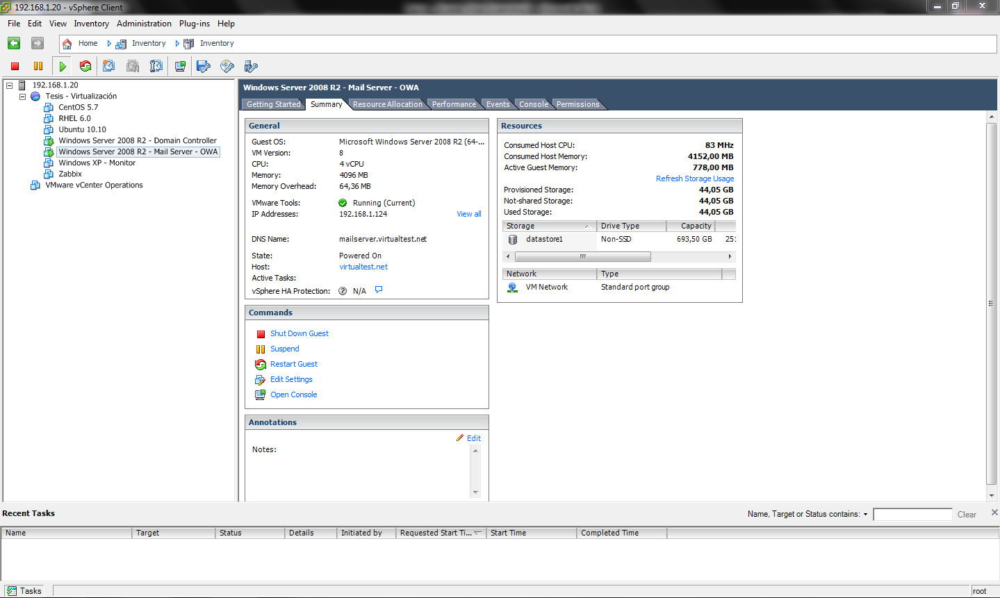 192.168.1.20 - vSphere Client
File Edit View Inventory Administration Plug-ins Help
Home Inventory Inventory
192.168.1.20
Tesis - Virtualización
CentOS 5.7
RHEL 6.0
Ubuntu 10.10
Windows Server 2008 R2 - Domain Controller
Windows Server 2008 R2 - Mail Server - OWA
Windows XP - Monitor
Zabbix
VMware vCenter Operations
Windows Server 2008 R2 - Mail Server - OWA
Getting Started Summary Resource Allocation Performance Events Console Permissions
General
Guest OS: Microsoft Windows Server 2008 R2 (64-...
VM Version: 8
CPU: 4 vCPU
Memory: 4096 MB
Memory Overhead: 64,36 MB
VMware Tools: Running (Current)
IP Addresses: 192.168.1.124 View all
DNS Name: mailserver.virtualtest.net
State: Powered On
Host: virtualtest.net
Active Tasks:
vSphere HA Protection: N/A
Commands
Shut Down Guest
Suspend
Restart Guest
Edit Settings
Open Console
Annotations
Edit
Notes:
Resources
Consumed Host CPU: 83 MHz
Consumed Host Memory: 4152,00 MB
Active Guest Memory: 778,00 MB
Refresh Storage Usage
Provisioned Storage: 44,05 GB
Not-shared Storage: 44,05 GB
Used Storage: 44,05 GB
Storage Drive Type Capacity
datastore1 Non-SSD 693,50 GB 251
Network Type
VM Network Standard port group
Recent Tasks
Name, Target or Status contains: Clear
Name Target Status Details Initiated by Requested Start Ti... Start Time Completed Time
Tasks root